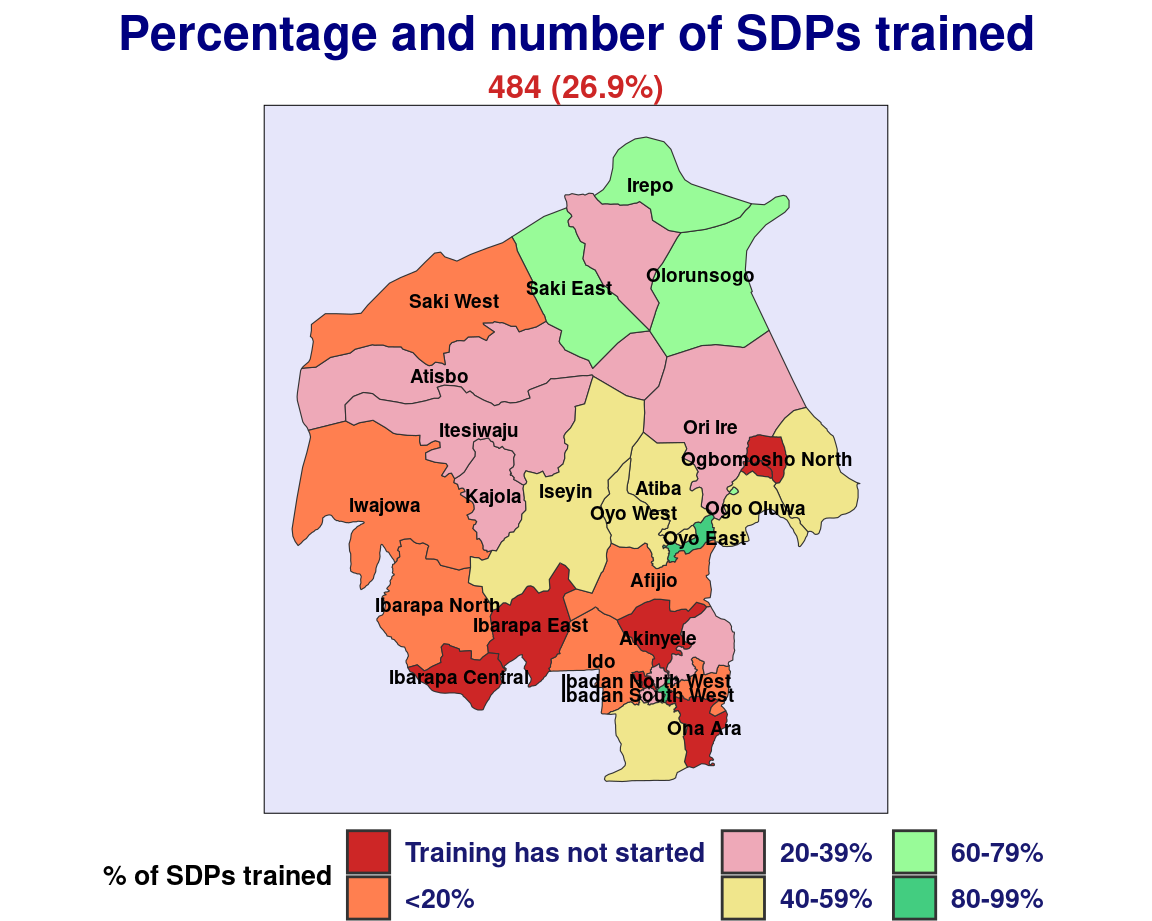 Percentage and number of SDPs trained
484 (26.9%)
Irepo
Olorunsogo
Saki East
Saki West
Atisbo
Ori Ire
Itesiwaju
Ogbomosho North
Atiba
Iseyin
Kajola
Iwajowa
Ogo Oluwa
Oyo West
Oyo East
Afijio
Ibarapa North
Ibarapa East
Akinyele
Ido
Ibarapa Central
Ibadan North West
Ibadan South West
Ona Ara
% of SDPs trained
Training has not started
<20%
20-39%
40-59%
60-79%
80-99%